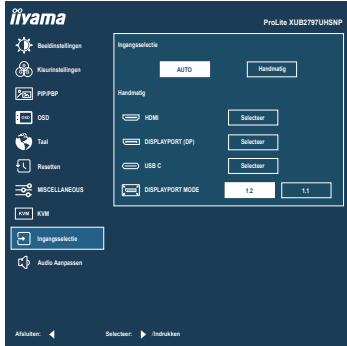 iiyama
ProLite XUB2797UHSNP
Beeldinstellingen
Kleurinstellingen
PIP/PBP
OSD OSD
Taal
Resetten
MISCELLANEOUS
KVM KVM
Ingangsselectie
Audio Aanpassen
Ingangsselectie
AUTO Handmatig
Handmatig
HDMI Selecteer
DISPLAYPORT (DP) Selecteer
USB C Selecteer
DISPLAYPORT MODE 1.2 1.1
Afsluiten: Selecteer: /Indrukken